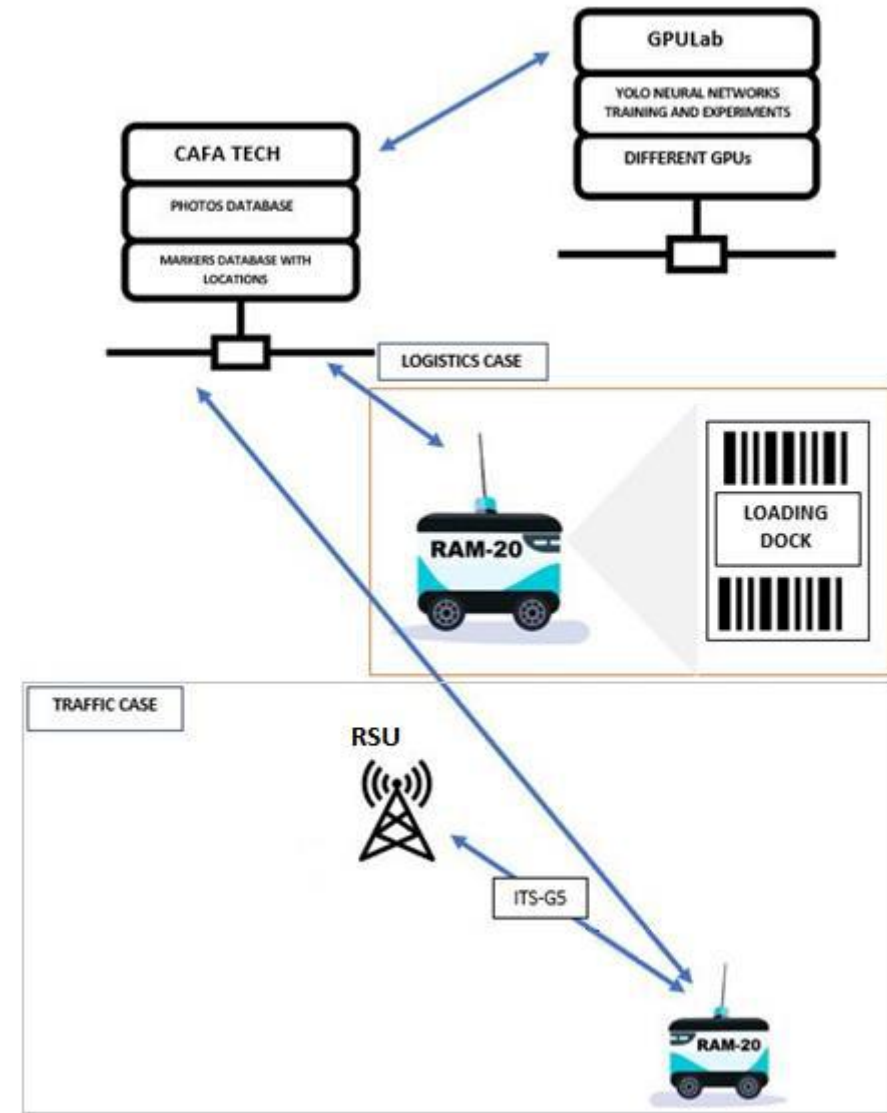 GPULab
YOLO NEURAL NETWORKS
TRAINING AND EXPERIMENTS
DIFFERENT GPUs
CAFA TECH
PHOTOS DATABASE
MARKERS DATABASE WITH
LOCATIONS
LOGISTICS CASE
RAM-20
LOADING
DOCK
TRAFFIC CASE
RSU
ITS-G5
RAM-20